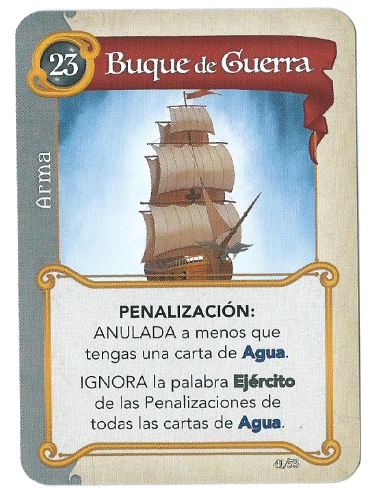 23
Buque de Guerra
Arma
PENALIZACIÓN:
ANULADA a menos que
tengas una carta de Agua.
IGNORA la palabra Ejército
de las Penalizaciones de
todas las cartas de Agua.
41/53